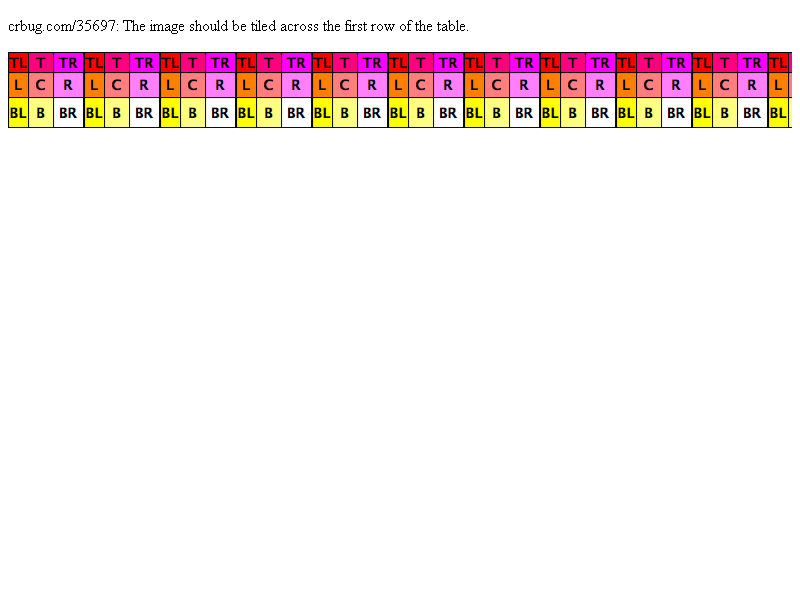 crbug.com/35697: The image should be tiled across the first row of the table.
TL T TR TL T TR TL T TR TL T TR TL T TR TL T TR TL T TR TL T TR TL T TR TL T TR TL
L C R L C R L C R L C R L C R L C R L C R L C R L C R L C R L
BL B BR BL B BR BL B BR BL B BR BL B BR BL B BR BL B BR BL B BR BL B BR BL B BR BL